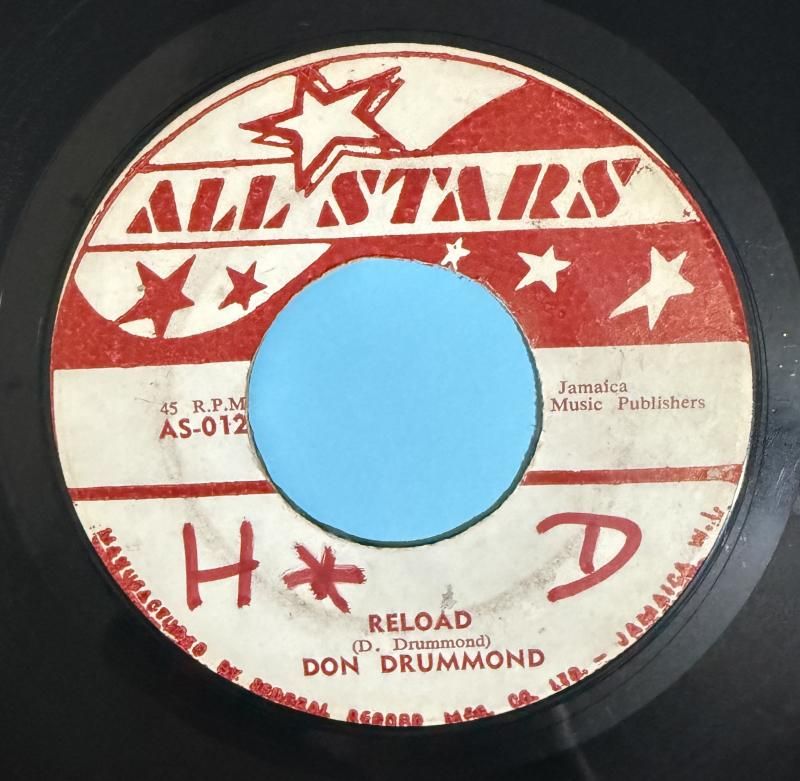 ALL STARS
45 R.P.M
AS-012
Jamaica
Music Publishers
H * D
RELOAD
(D. Drummond)
DON DRUMMOND
MANUFACTURED BY FEDERAL RECORD MFG. CO. LTD. – JAMAICA W.I.